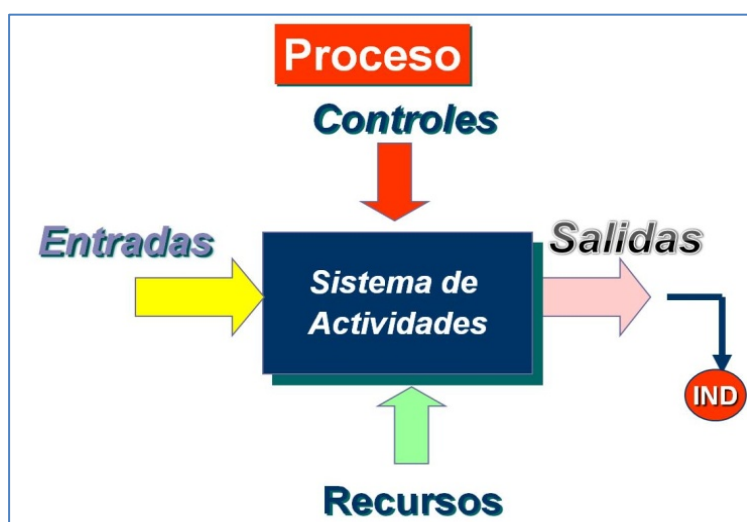 Proceso
Controles
Entradas
Salidas
Sistema de
Actividades
IND
Recursos